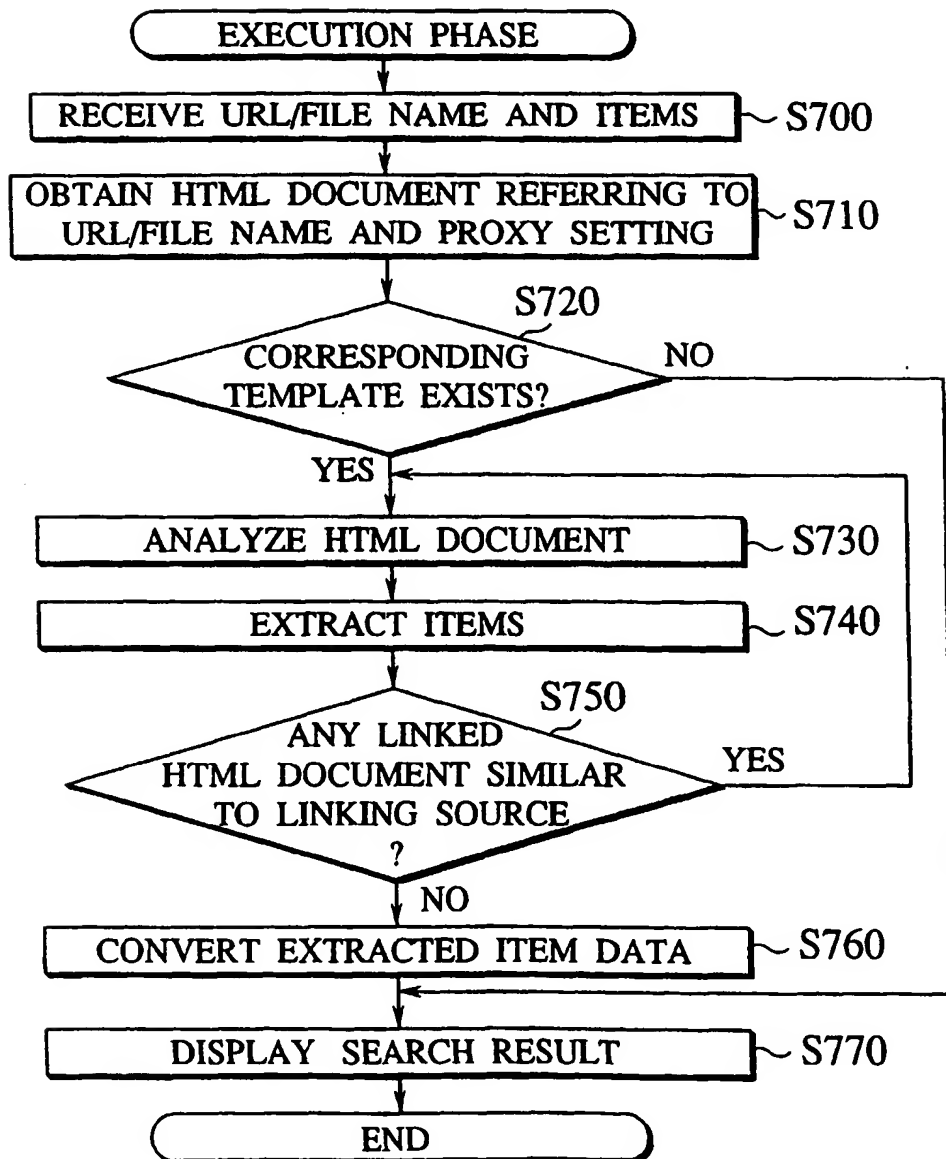 EXECUTION PHASE
RECEIVE URL/FILE NAME AND ITEMS
S700
OBTAIN HTML DOCUMENT REFERRING TO
URL/FILE NAME AND PROXY SETTING
S710
S720
CORRESPONDING
TEMPLATE EXISTS?
NO
YES
ANALYZE HTML DOCUMENT
S730
EXTRACT ITEMS
S740
S750
ANY LINKED
HTML DOCUMENT SIMILAR
TO LINKING SOURCE
?
YES
NO
CONVERT EXTRACTED ITEM DATA
S760
DISPLAY SEARCH RESULT
S770
END